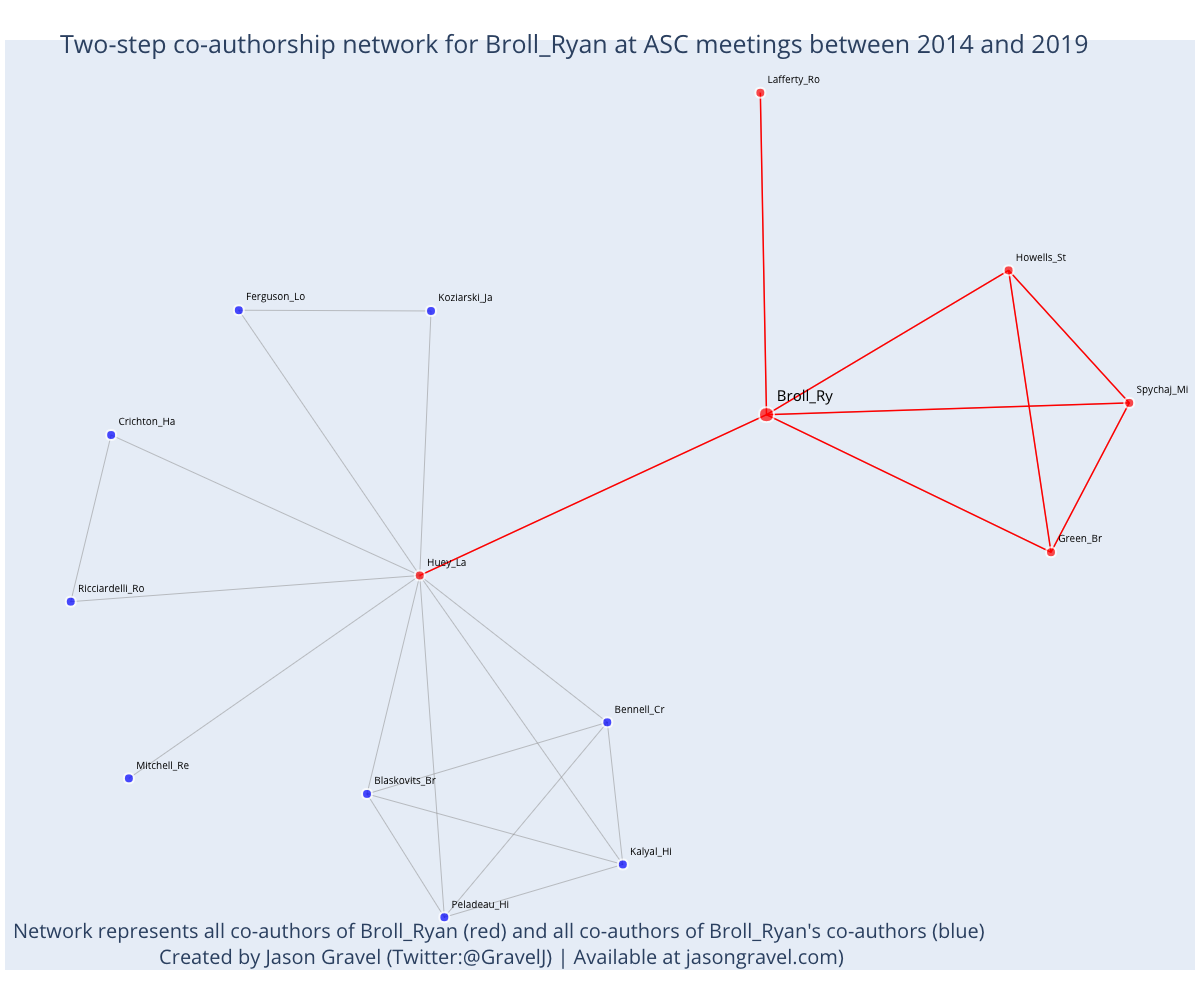 Two-step co-authorship network for Broll_Ryan at ASC meetings between 2014 and 2019
Lafferty_Ro
Howells_St
Ferguson_Lo
Koziarski_Ja
Spychaj_Mi
Broll_Ry
Crichton_Ha
Green_Br
Huey_La
Ricciardelli_Ro
Bennell_Cr
Mitchell_Re
Blaskovits_Br
Kalyal_Hi
Peladeau_Hi
Network represents all co-authors of Broll_Ryan (red) and all co-authors of Broll_Ryan's co-authors (blue)
Created by Jason Gravel (Twitter:@GravelJ) | Available at jasongravel.com)